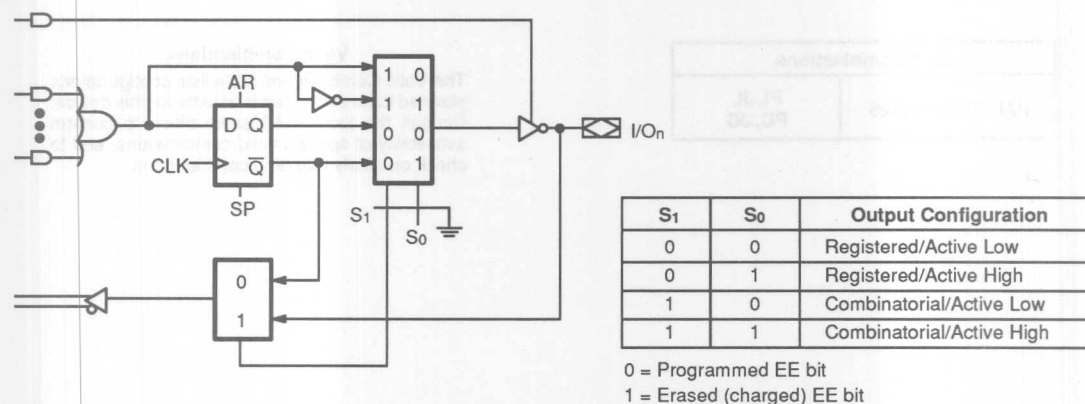 AR
D Q
Q
CLK
SP
1 0
1 1
0 0
0 1
S1
S0
0
1
I/On
S1 S0 Output Configuration
0 0 Registered/Active Low
0 1 Registered/Active High
1 0 Combinatorial/Active Low
1 1 Combinatorial/Active High
0 = Programmed EE bit
1 = Erased (charged) EE bit